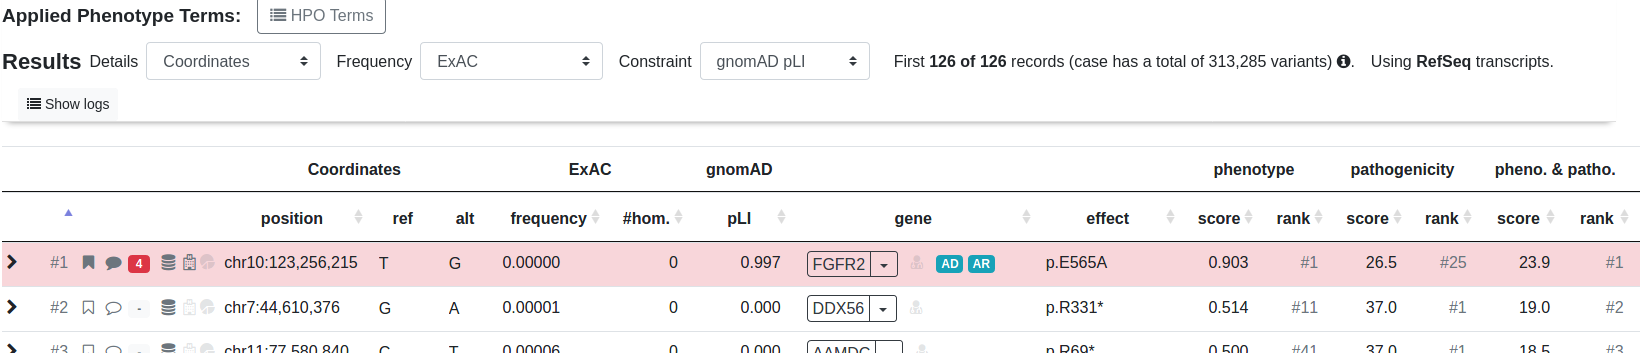 Applied Phenotype Terms: HPO Terms
Results Details Coordinates Frequency ExAC Constraint gnomAD pLI First 126 of 126 records (case has a total of 313,285 variants) . Using RefSeq transcripts.
Show logs
Coordinates ExAC gnomAD phenotype pathogenicity pheno. & patho.
position ref alt frequency #hom. pLI gene effect score rank score rank score rank
#1 4 chr10:123,256,215 T G 0.00000 0 0.997 FGFR2 AD AR p.E565A 0.903 #1 26.5 #25 23.9 #1
#2 - chr7:44,610,376 G A 0.00001 0 0.000 DDX56 p.R331* 0.514 #11 37.0 #1 19.0 #2
#3 chr11:77,580,840 C T 0.00006 0 0.000 AAMDC p.R69* 0.500 #41 37.0 #1 18.5 #3